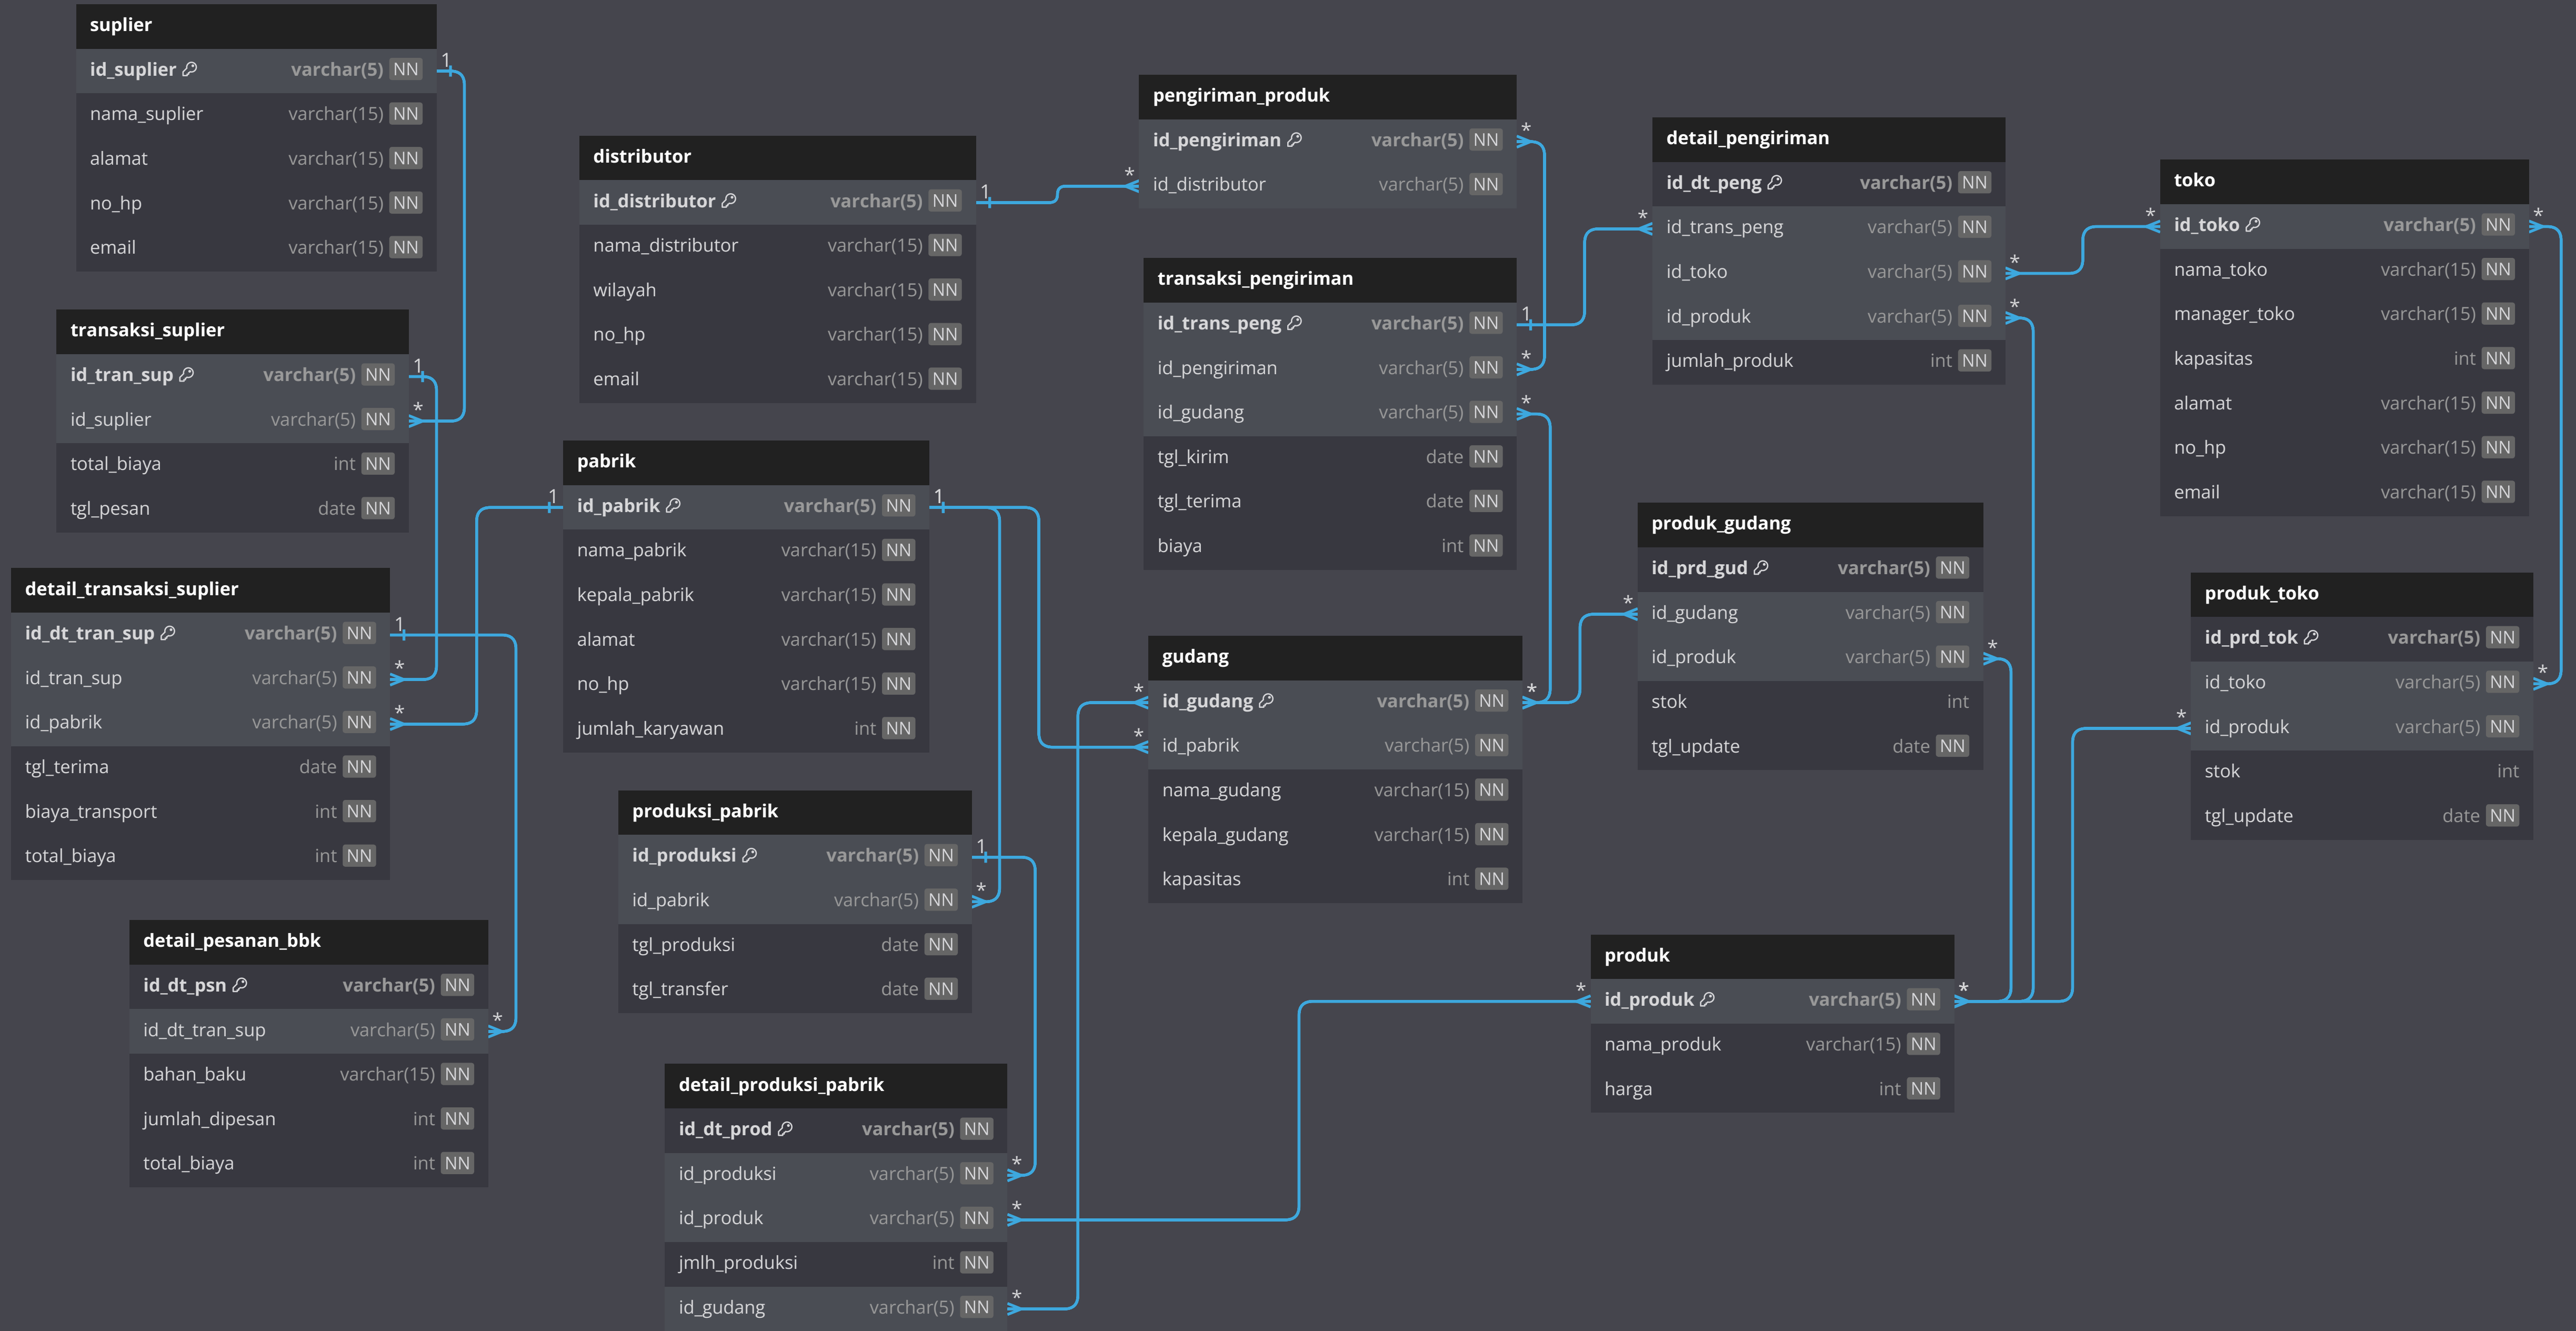 suplier
id_suplier varchar(5) NN
nama_suplier varchar(15) NN
alamat varchar(15) NN
no_hp varchar(15) NN
email varchar(15) NN
1
*
transaksi_suplier
id_tran_sup varchar(5) NN
id_suplier varchar(5) NN
total_biaya int NN
tgl_pesan date NN
1
*
detail_transaksi_suplier
id_dt_tran_sup varchar(5) NN
id_tran_sup varchar(5) NN
id_pabrik varchar(5) NN
tgl_terima date NN
biaya_transport int NN
total_biaya int NN
1
*
detail_pesanan_bbk
id_dt_psn varchar(5) NN
id_dt_tran_sup varchar(5) NN
bahan_baku varchar(15) NN
jumlah_dipesan int NN
total_biaya int NN
*
distributor
id_distributor varchar(5) NN
nama_distributor varchar(15) NN
wilayah varchar(15) NN
no_hp varchar(15) NN
email varchar(15) NN
1
*
pabrik
1 id_pabrik varchar(5) NN 1
nama_pabrik varchar(15) NN
kepala_pabrik varchar(15) NN
alamat varchar(15) NN
no_hp varchar(15) NN
jumlah_karyawan int NN
produksi_pabrik
id_produksi varchar(5) NN 1
id_pabrik varchar(5) NN *
tgl_produksi date NN
tgl_transfer date NN
detail_produksi_pabrik
id_dt_prod varchar(5) NN
id_produksi varchar(5) NN *
id_produk varchar(5) NN *
jmlh_produksi int NN
id_gudang varchar(5) NN *
pengiriman_produk
id_pengiriman varchar(5) NN *
id_distributor varchar(5) NN
transaksi_pengiriman
id_trans_peng varchar(5) NN 1
id_pengiriman varchar(5) NN *
id_gudang varchar(5) NN *
tgl_kirim date NN
tgl_terima date NN
biaya int NN
gudang
* id_gudang varchar(5) NN *
* id_pabrik varchar(5) NN
nama_gudang varchar(15) NN
kepala_gudang varchar(15) NN
kapasitas int NN
detail_pengiriman
id_dt_peng varchar(5) NN
* id_trans_peng varchar(5) NN
id_toko varchar(5) NN *
id_produk varchar(5) NN *
jumlah_produk int NN
produk_gudang
id_prd_gud varchar(5) NN
* id_gudang varchar(5) NN
id_produk varchar(5) NN *
stok int
tgl_update date NN
produk
* id_produk varchar(5) NN *
nama_produk varchar(15) NN
harga int NN
toko
* id_toko varchar(5) NN *
nama_toko varchar(15) NN
manager_toko varchar(15) NN
kapasitas int NN
alamat varchar(15) NN
no_hp varchar(15) NN
email varchar(15) NN
produk_toko
id_prd_tok varchar(5) NN
id_toko varchar(5) NN *
* id_produk varchar(5) NN
stok int
tgl_update date NN